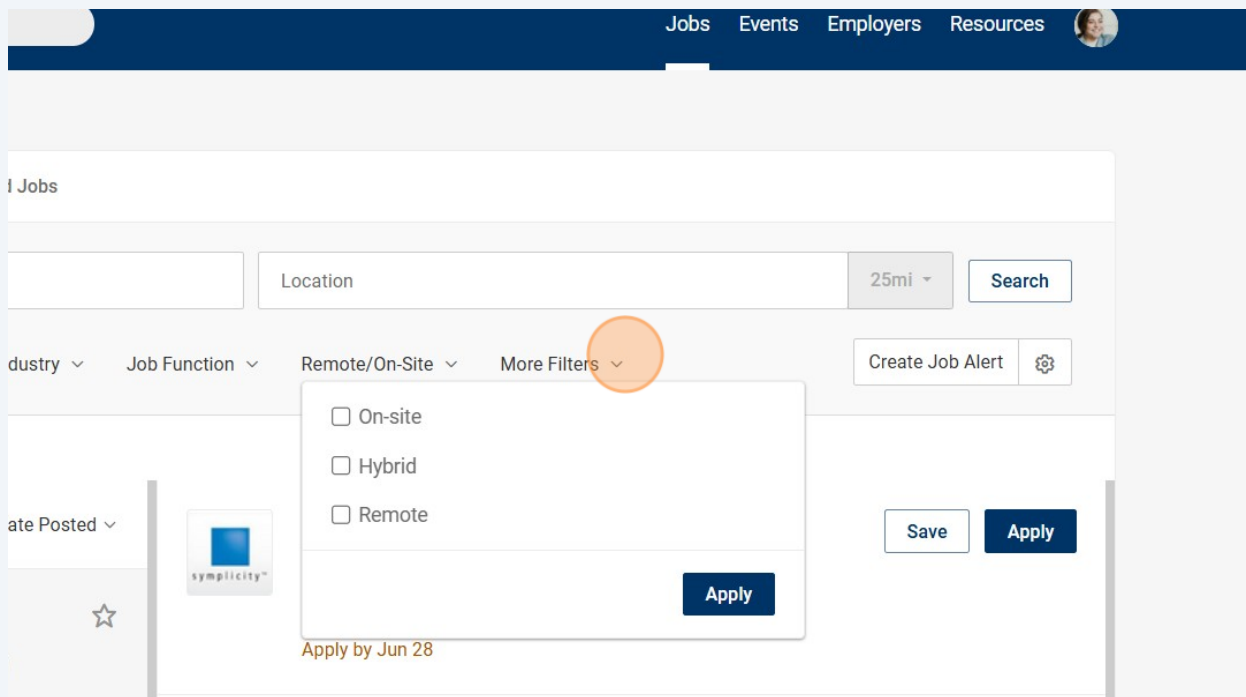 Jobs Events Employers Resources
d Jobs
Location 25mi Search
dustry Job Function Remote/On-Site More Filters Create Job Alert
On-site
Hybrid
Remote
ate Posted
Save Apply
symplicity™
Apply
Apply by Jun 28